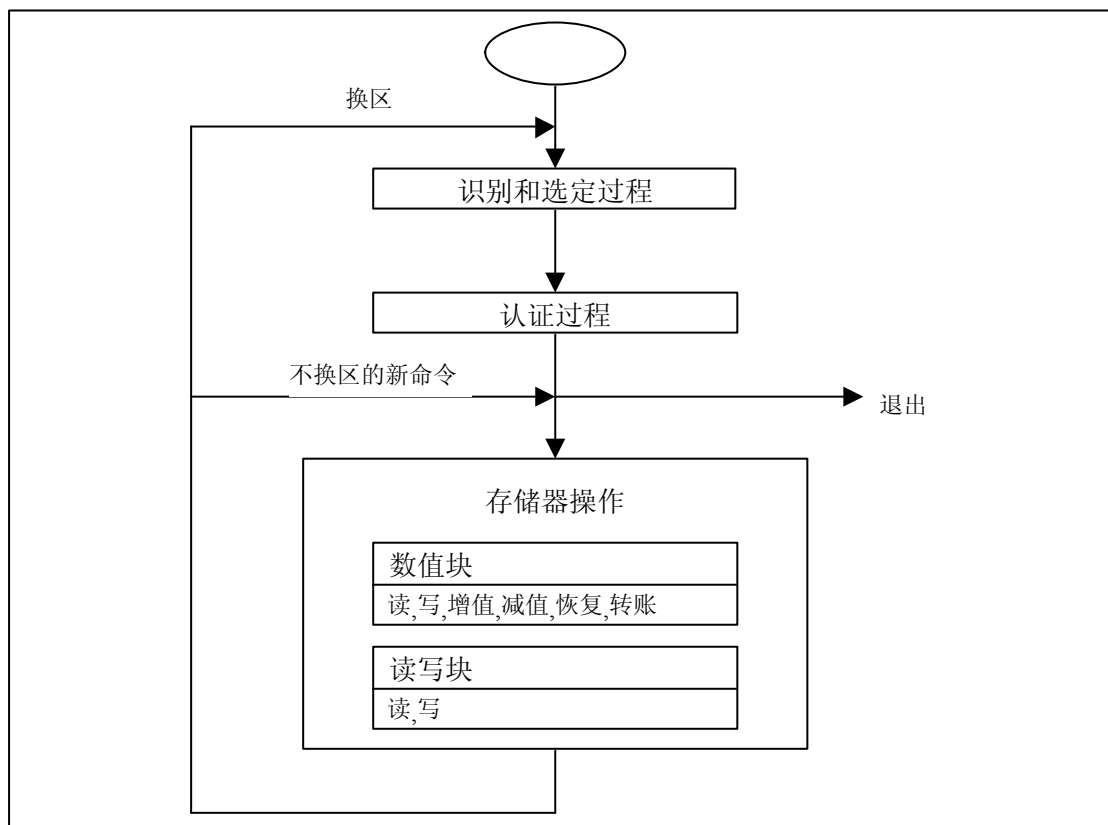 换区
识别和选定过程
认证过程
不换区的新命令
退出
存储器操作
数值块
读,写,增值,减值,恢复,转账
读写块
读,写